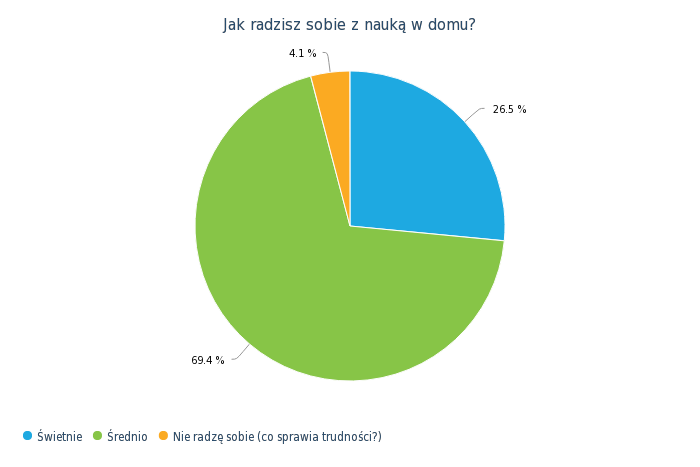 Jak radzisz sobie z nauką w domu?
4.1 %
26.5 %
69.4 %
Świetnie Średnio Nie radzę sobie (co sprawia trudności?)